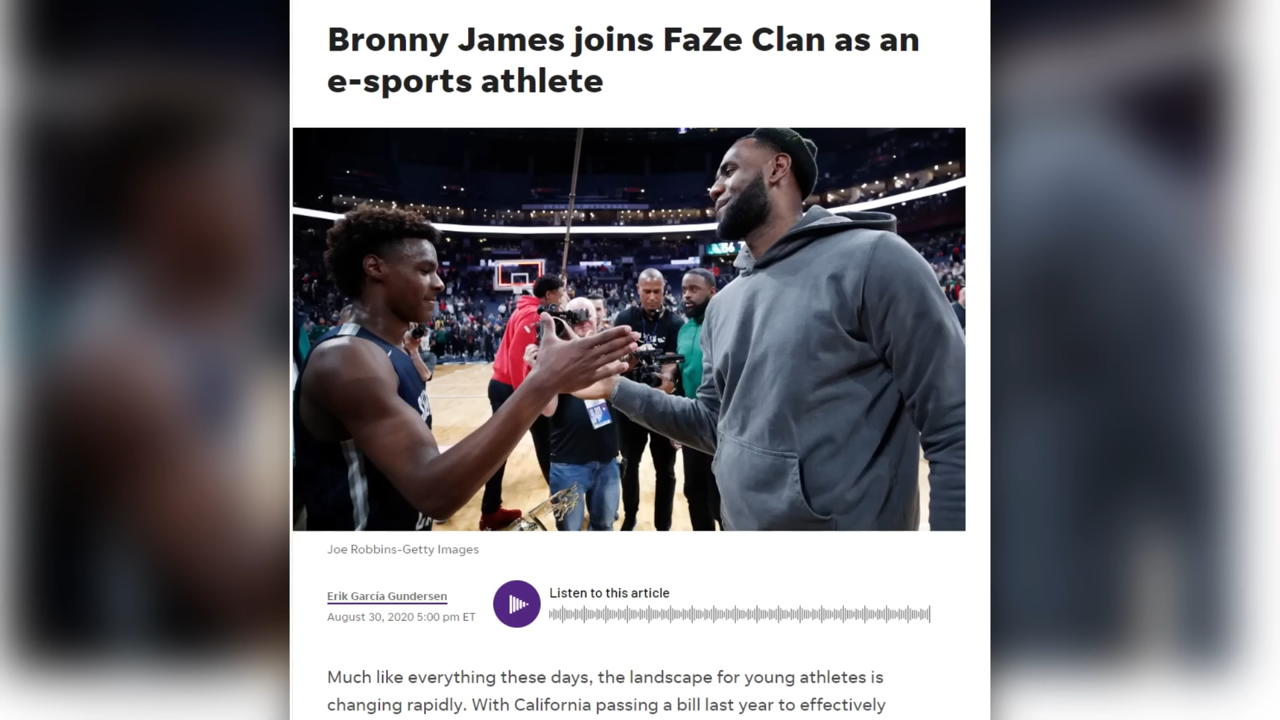 Bronny James joins FaZe Clan as an
e-sports athlete
Joe Robbins-Getty Images
Erik García Gundersen
August 30, 2020 5:00 pm ET
Listen to this article
Much like everything these days, the landscape for young athletes is
changing rapidly. With California passing a bill last year to effectively